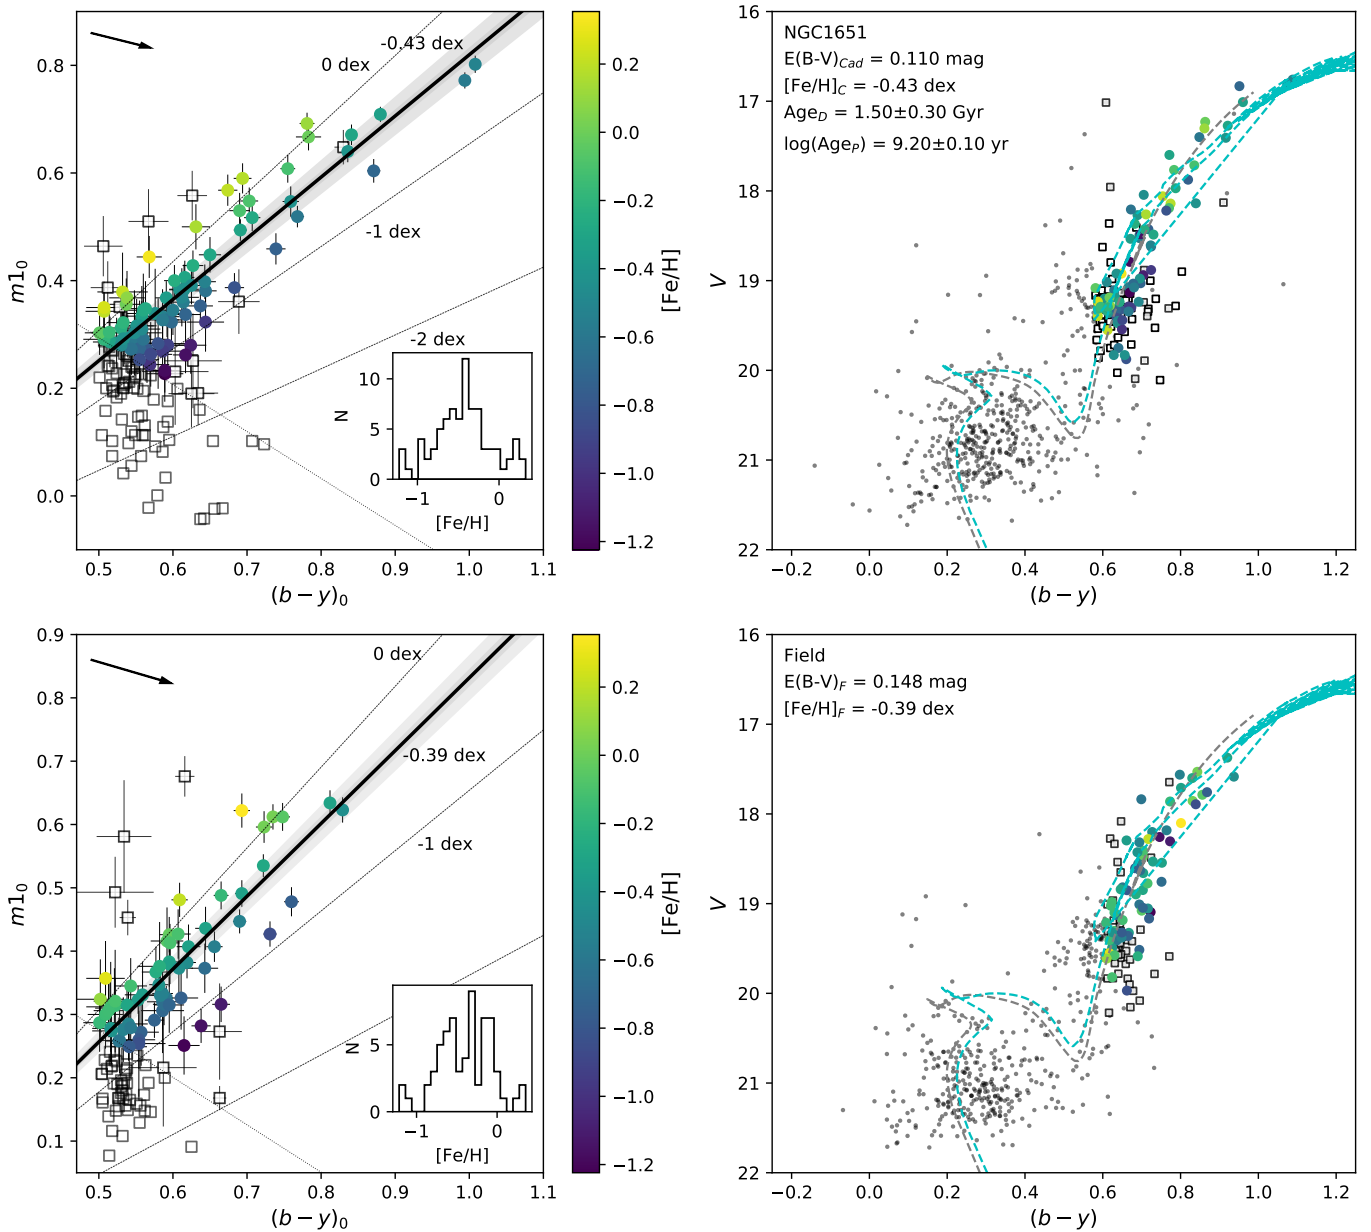 0.8
0.6
0.4
0.2
0.0
m1₀
0.5 0.6 0.7 0.8 0.9 1.0 1.1
(b − y)₀
0 dex
-0.43 dex
-1 dex
-2 dex
10
5
0
N
−1 0
[Fe/H]
0.2
0.0
−0.2
−0.4
−0.6
−0.8
−1.0
−1.2
[Fe/H]
16
17
18
19
20
21
22
V
−0.2 0.0 0.2 0.4 0.6 0.8 1.0 1.2
(b − y)
NGC1651
E(B-V)Cad = 0.110 mag
[Fe/H]C = -0.43 dex
AgeD = 1.50±0.30 Gyr
log(AgeP) = 9.20±0.10 yr
0.9
0.8
0.7
0.6
0.5
0.4
0.3
0.2
0.1
m1₀
0.5 0.6 0.7 0.8 0.9 1.0 1.1
(b − y)₀
0 dex
-0.39 dex
-1 dex
5
0
N
−1 0
[Fe/H]
0.2
0.0
−0.2
−0.4
−0.6
−0.8
−1.0
−1.2
[Fe/H]
16
17
18
19
20
21
22
V
−0.2 0.0 0.2 0.4 0.6 0.8 1.0 1.2
(b − y)
Field
E(B-V)F = 0.148 mag
[Fe/H]F = -0.39 dex